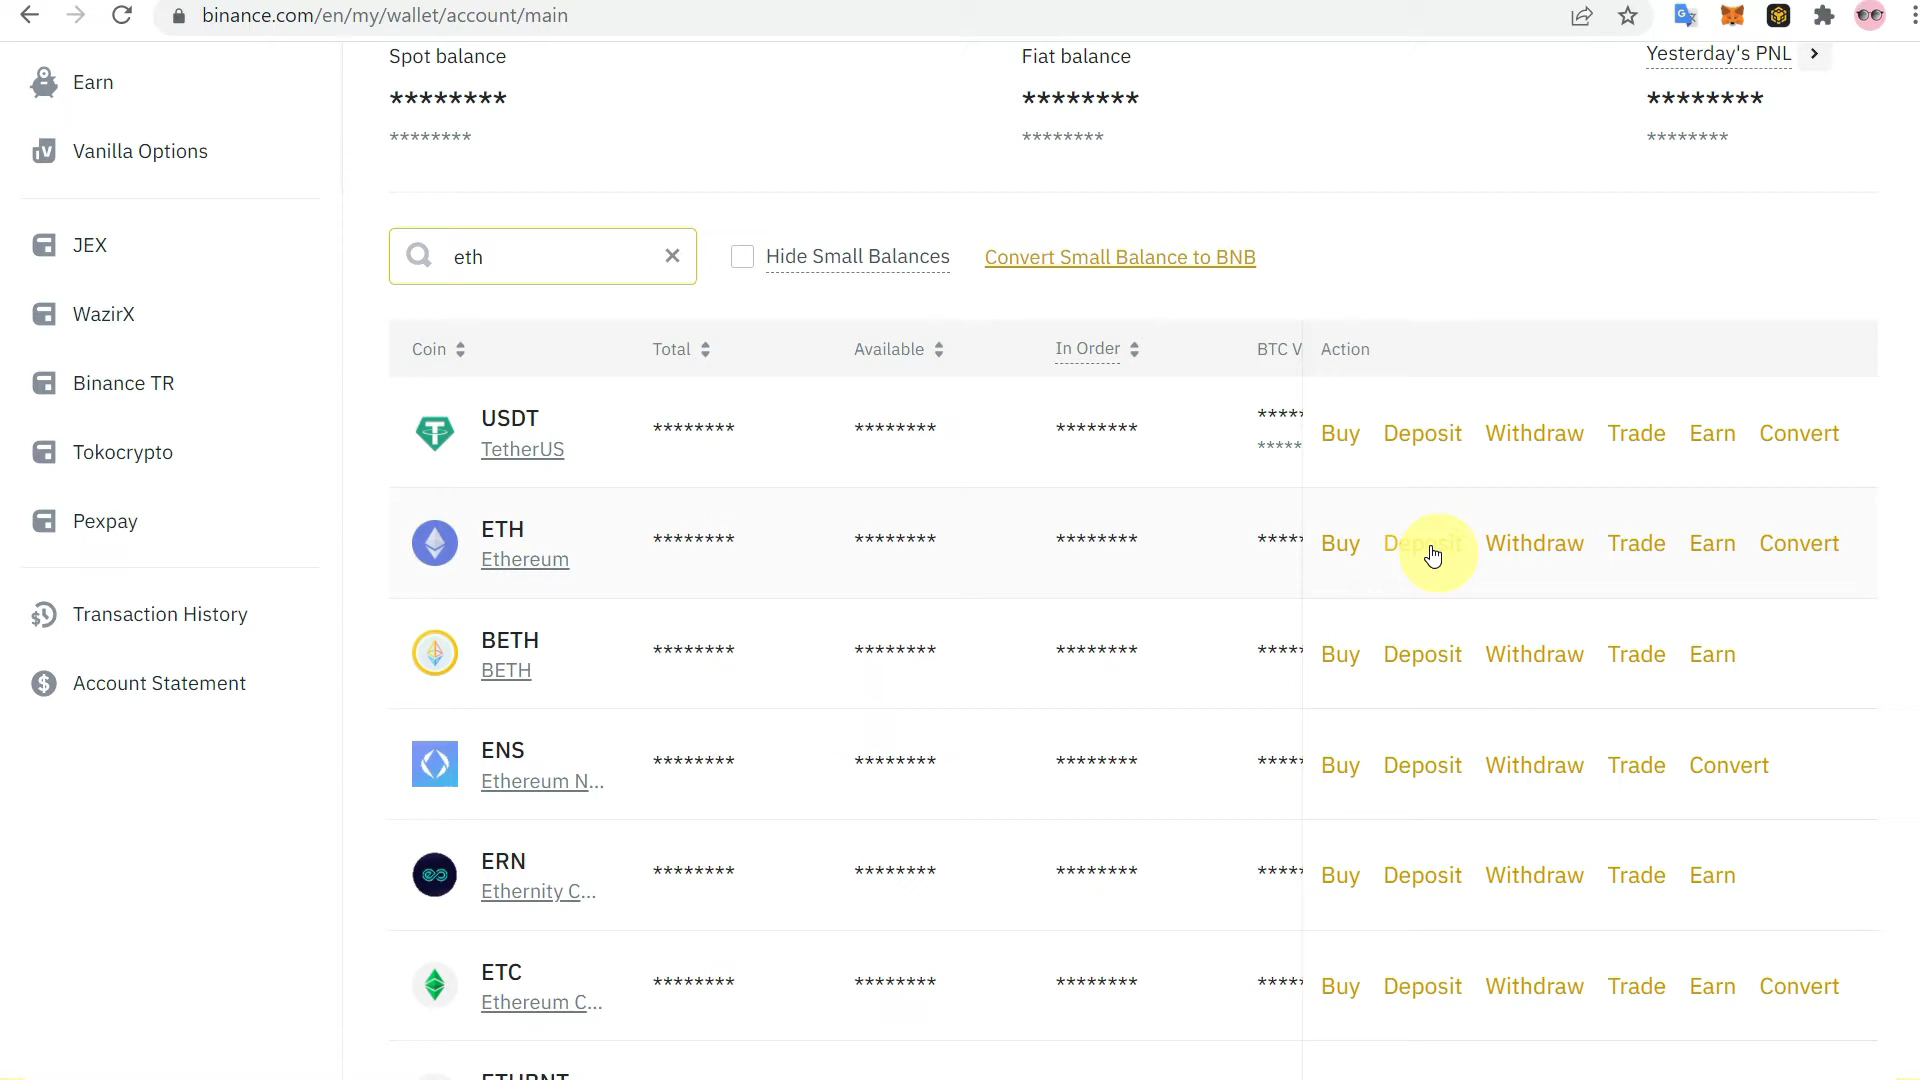 binance.com/en/my/wallet/account/main
Earn
Vanilla Options
JEX
WazirX
Binance TR
Tokocrypto
Pexpay
Transaction History
Account Statement
Spot balance
********
********
Fiat balance
********
********
Yesterday's PNL
********
********
eth
Hide Small Balances
Convert Small Balance to BNB
Coin Total Available In Order BTC V Action
USDT
TetherUS
******** ******** ******** *****
*****
Buy Deposit Withdraw Trade Earn Convert
ETH
Ethereum
******** ******** ******** *****
Buy Deposit Withdraw Trade Earn Convert
BETH
BETH
******** ******** ******** *****
Buy Deposit Withdraw Trade Earn
ENS
Ethereum N...
******** ******** ******** *****
Buy Deposit Withdraw Trade Convert
ERN
Ethernity C...
******** ******** ******** *****
Buy Deposit Withdraw Trade Earn
ETC
Ethereum C...
******** ******** ******** *****
Buy Deposit Withdraw Trade Earn Convert